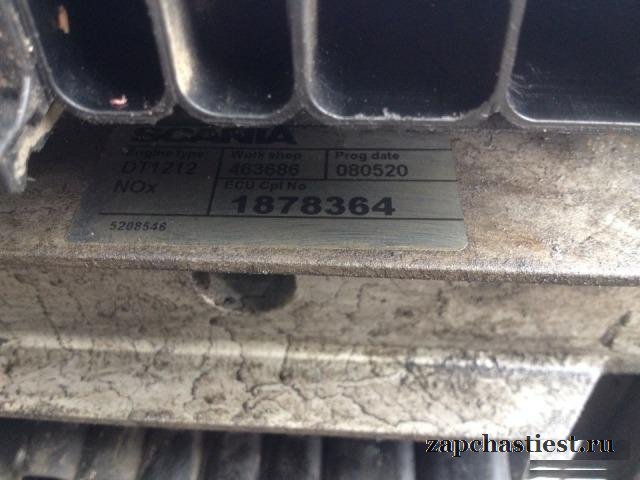 SCANIA
Engine type Work shop Prog date
DT1212 463686 080520
NOx ECU Cpl No
1878364
5208546
zapchastiest.ru